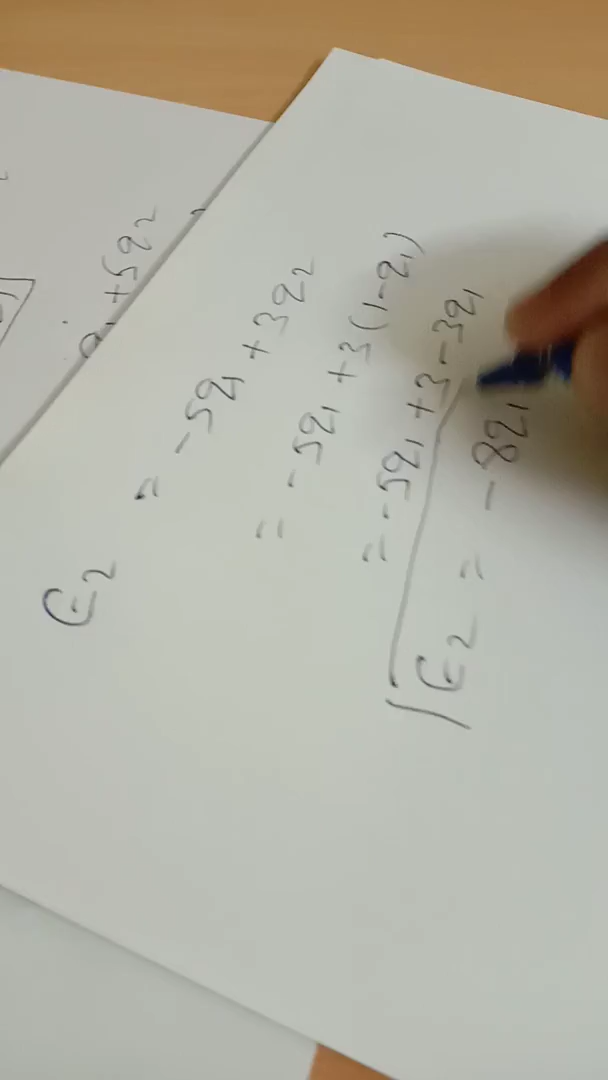 +5q₂
E₂ = -5q₁ + 3q₂
= -5q₁ + 3(1-q₁)
= -5q₁ + 3 - 3q₁
E₂ = -8q₁